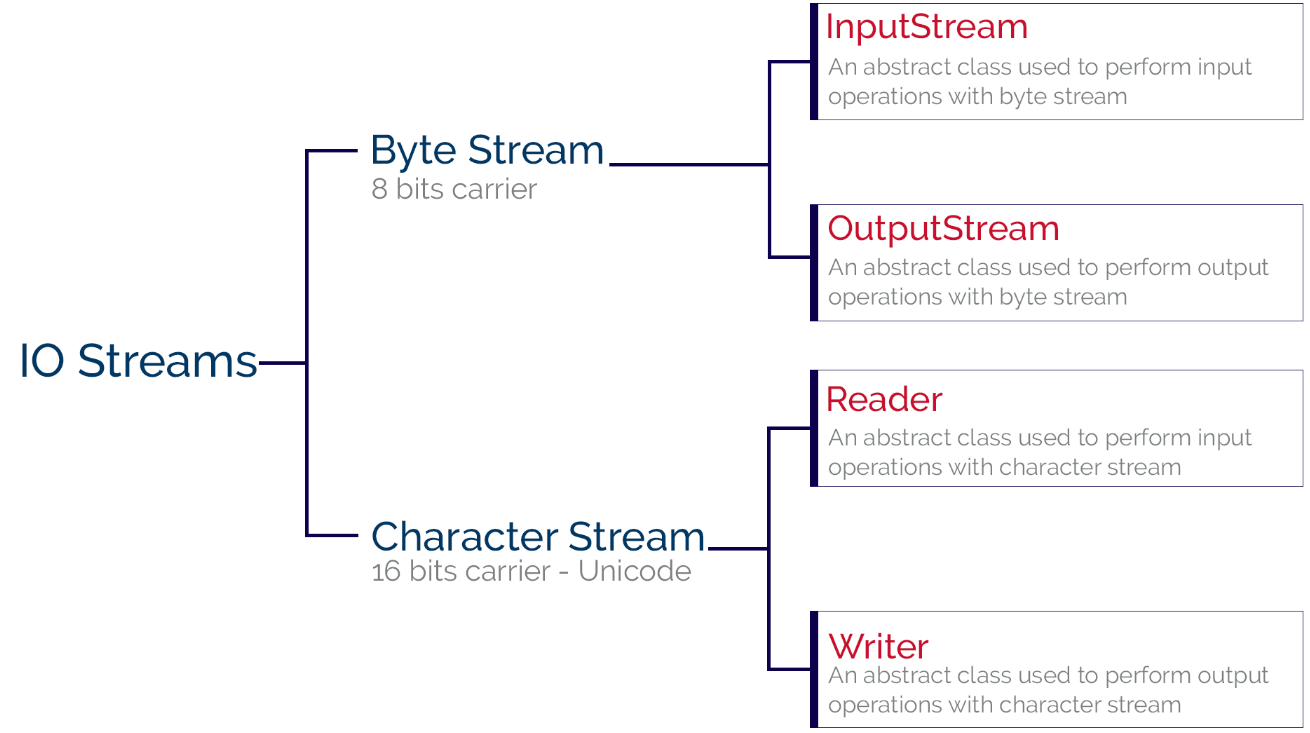 IO Streams
Byte Stream
8 bits carrier
InputStream
An abstract class used to perform input
operations with byte stream
OutputStream
An abstract class used to perform output
operations with byte stream
Character Stream
16 bits carrier - Unicode
Reader
An abstract class used to perform input
operations with character stream
Writer
An abstract class used to perform output
operations with character stream